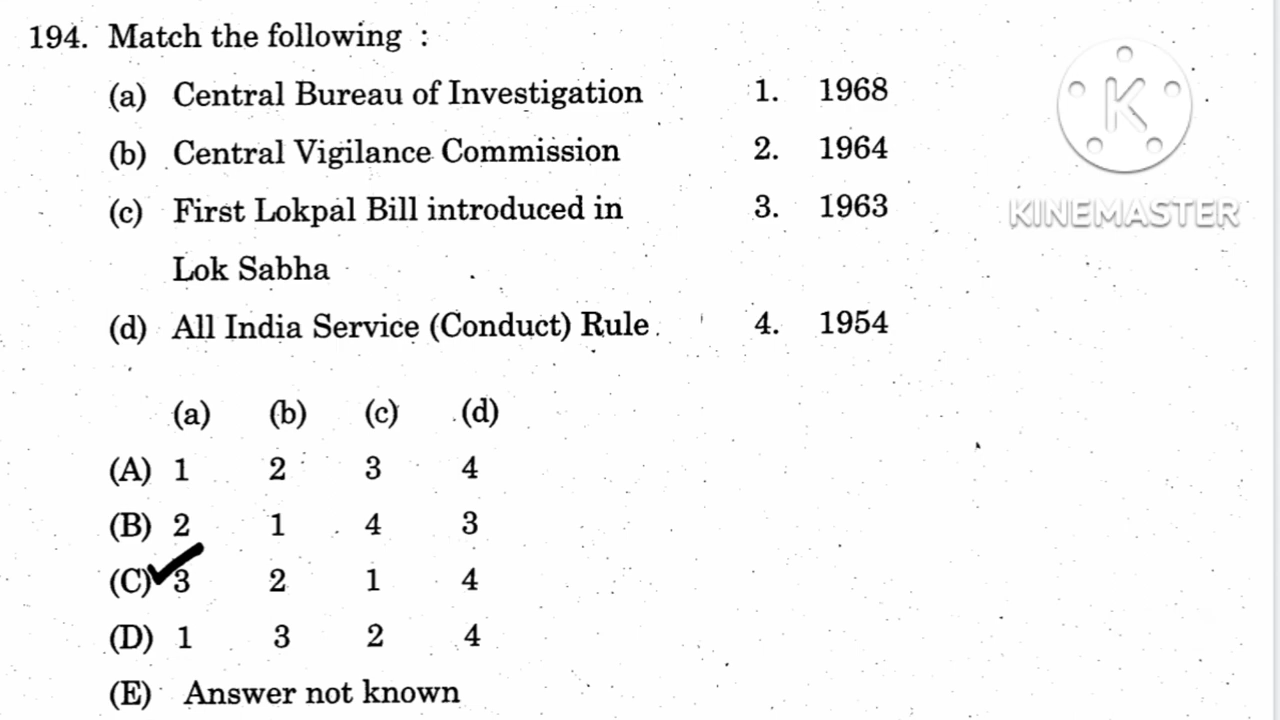 194. Match the following :
(a) Central Bureau of Investigation 1. 1968
(b) Central Vigilance Commission 2. 1964
(c) First Lokpal Bill introduced in 3. 1963
Lok Sabha
(d) All India Service (Conduct) Rule. 4. 1954
(a) (b) (c) (d)
(A) 1 2 3 4
(B) 2 1 4 3
(C) 3 2 1 4
(D) 1 3 2 4
(E) Answer not known
K
KINEMASTER